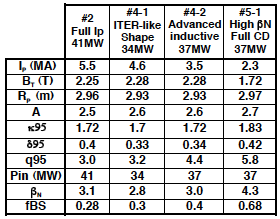 #2 Full Ip 41MW #4-1 ITER-like Shape 34MW #4-2 Advanced inductive 37MW #5-1 High βN Full CD 37MW
IP (MA) 5.5 4.6 3.5 2.3
BT (T) 2.25 2.28 2.28 1.72
Rp (m) 2.96 2.93 2.93 2.97
A 2.5 2.6 2.6 2.7
κ95 1.72 1.7 1.72 1.83
δ95 0.4 0.33 0.34 0.42
q95 3.0 3.2 4.4 5.8
Pin (MW) 41 34 37 37
βN 3.1 2.8 3.0 4.3
fBS 0.28 0.3 0.4 0.68